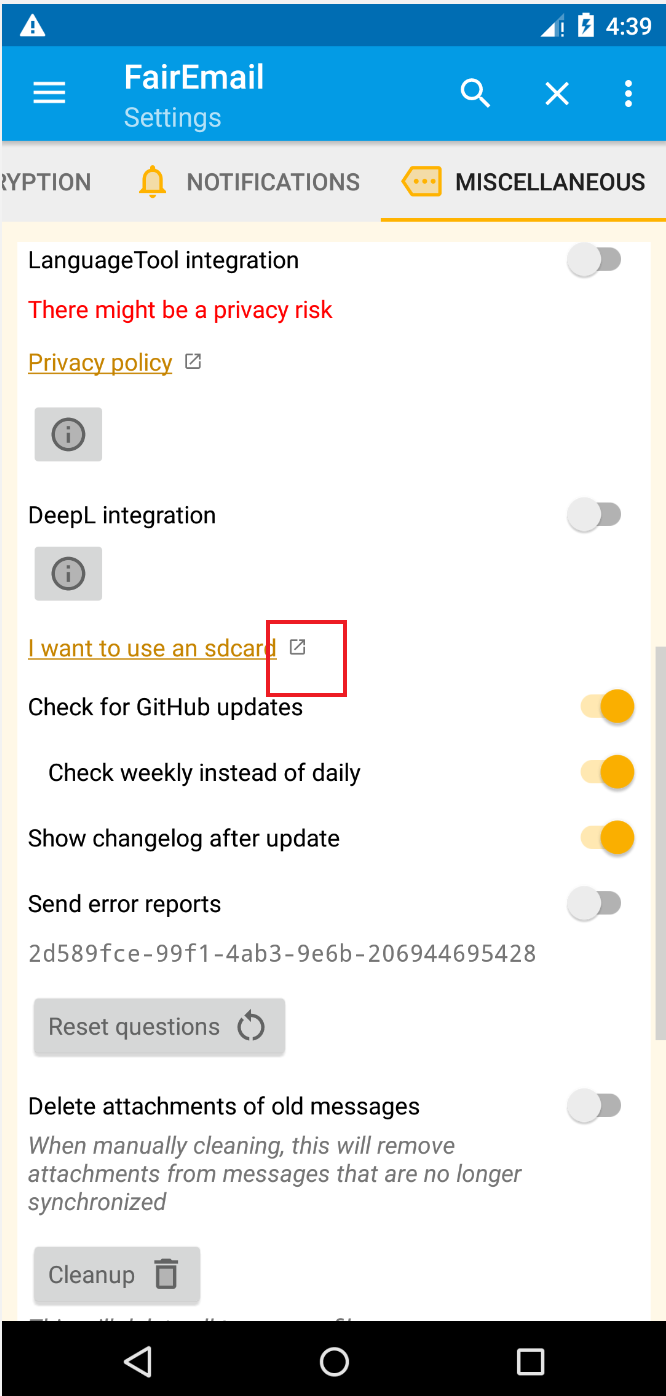 4:39
FairEmail
Settings
RYPTION NOTIFICATIONS MISCELLANEOUS
LanguageTool integration
There might be a privacy risk
Privacy policy
DeepL integration
I want to use an sdcard
Check for GitHub updates
Check weekly instead of daily
Show changelog after update
Send error reports
2d589fce-99f1-4ab3-9e6b-206944695428
Reset questions
Delete attachments of old messages
When manually cleaning, this will remove
attachments from messages that are no longer
synchronized
Cleanup